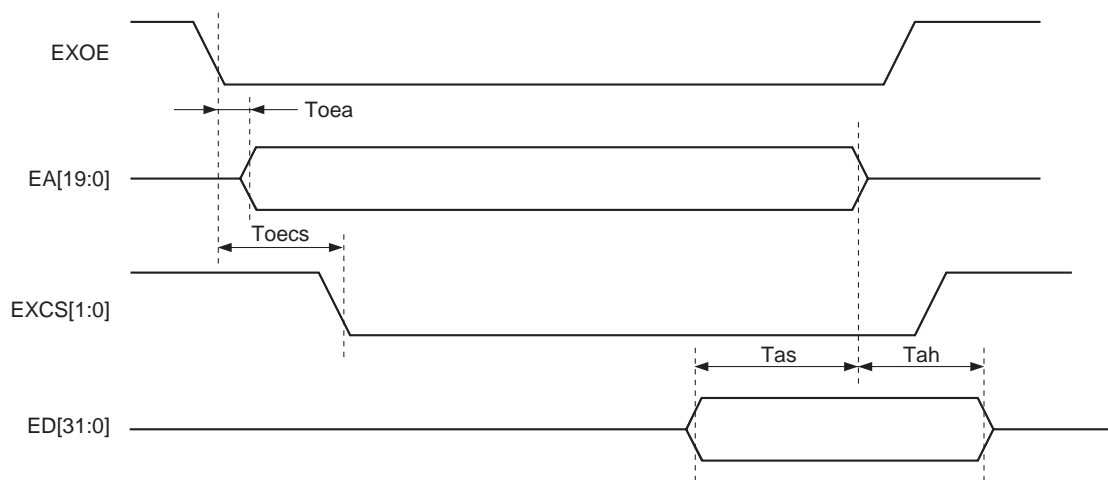 EXOE
Toea
EA[19:0]
Toecs
EXCS[1:0]
Tas
Tah
ED[31:0]